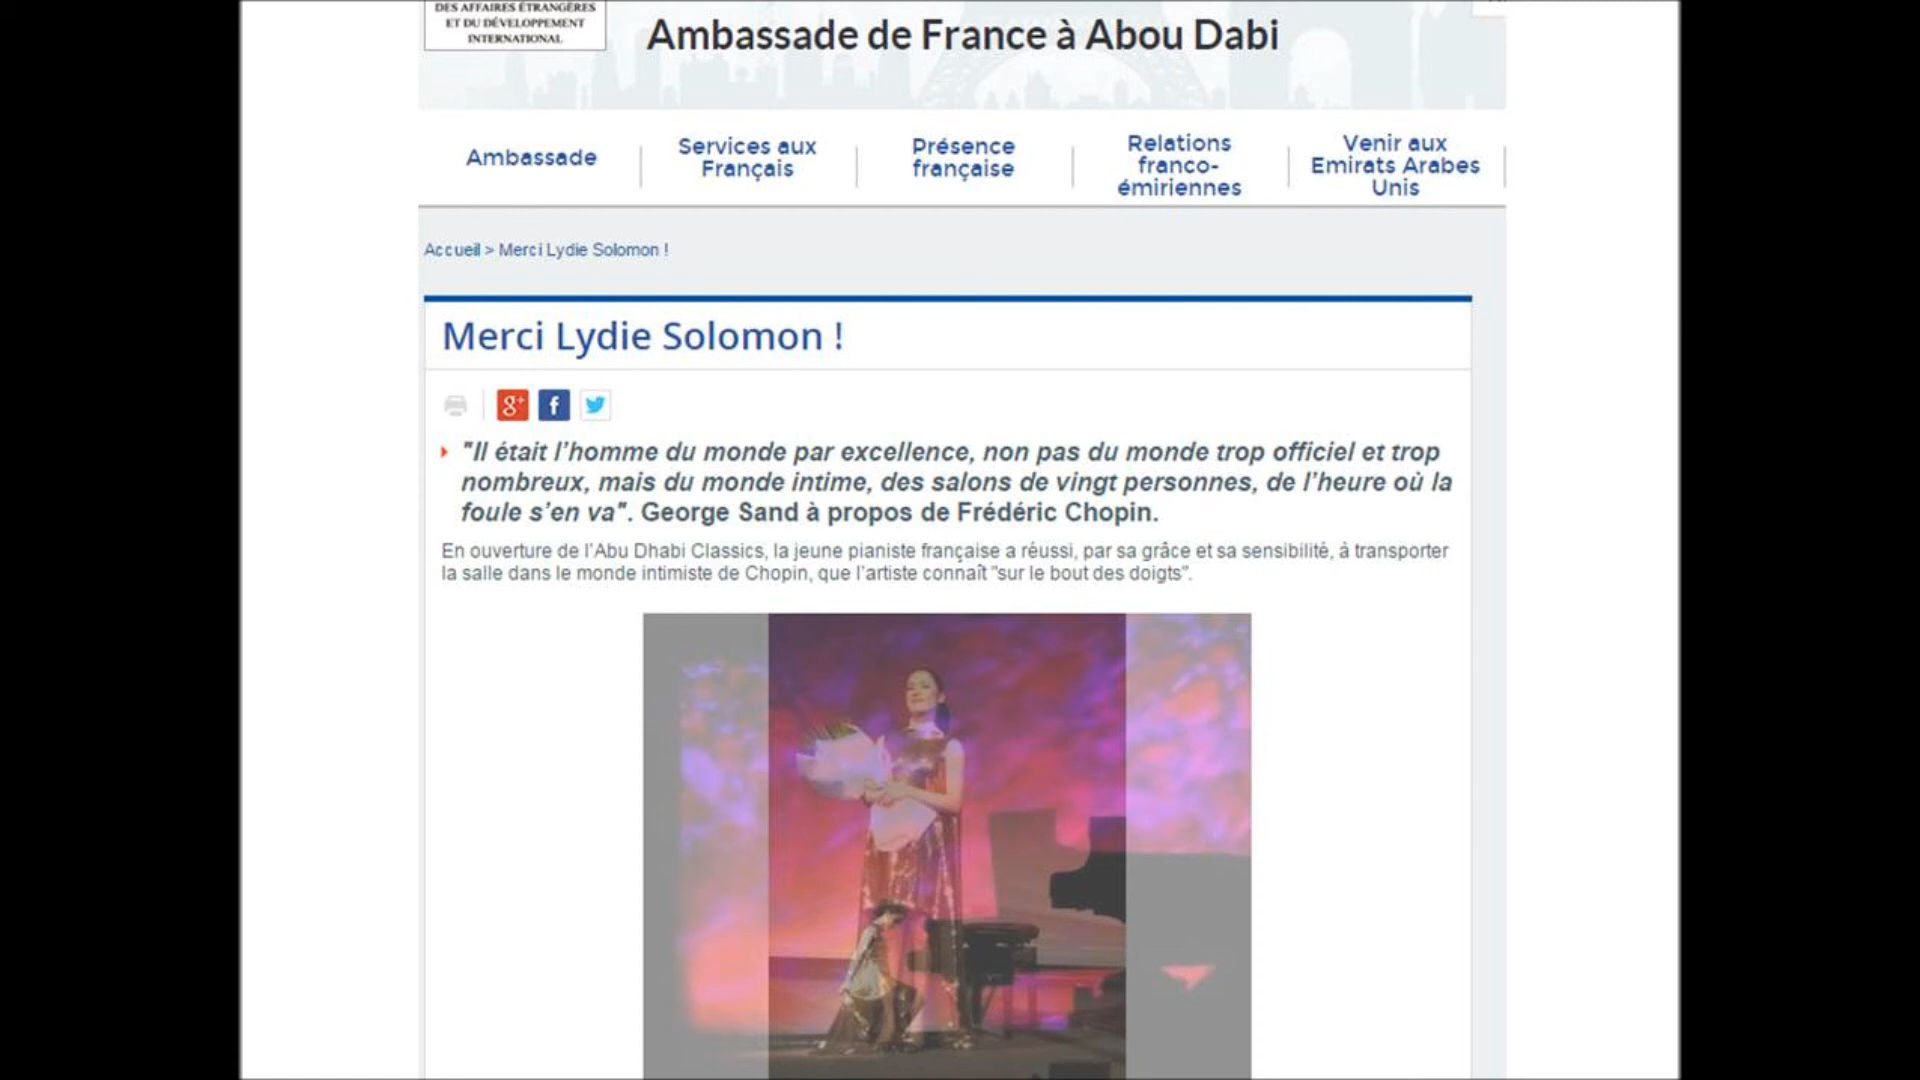 DES AFFAIRES ÉTRANGÈRES
ET DU DÉVELOPPEMENT
INTERNATIONAL
Ambassade de France à Abou Dabi
Ambassade
Services aux
Français
Présence
française
Relations
franco-
émiriennes
Venir aux
Emirats Arabes
Unis
Accueil > Merci Lydie Solomon !
Merci Lydie Solomon !
g+ f
"Il était l’homme du monde par excellence, non pas du monde trop officiel et trop
nombreux, mais du monde intime, des salons de vingt personnes, de l’heure où la
foule s’en va". George Sand à propos de Frédéric Chopin.
En ouverture de l’Abu Dhabi Classics, la jeune pianiste française a réussi, par sa grâce et sa sensibilité, à transporter
la salle dans le monde intimiste de Chopin, que l’artiste connaît "sur le bout des doigts".